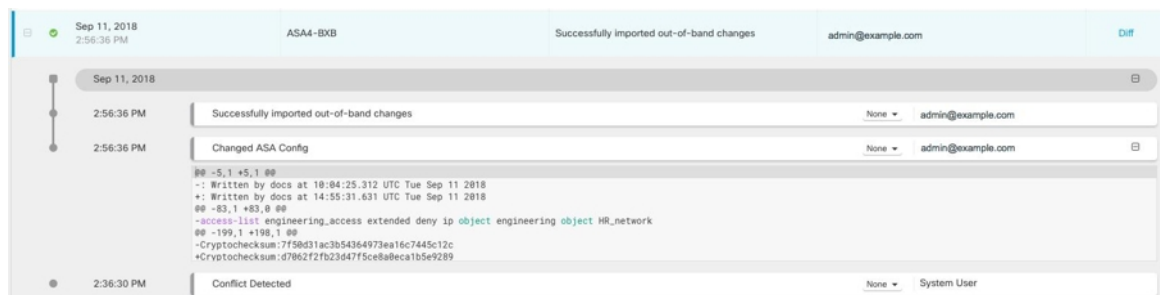 Sep 11, 2018
2:56:36 PM
ASA4-BXB
Successfully imported out-of-band changes
admin@example.com
Diff
Sep 11, 2018
2:56:36 PM
Successfully imported out-of-band changes
None
admin@example.com
2:56:36 PM
Changed ASA Config
None
admin@example.com
@@ -5,1 +5,1 @@
-: Written by docs at 10:04:25.312 UTC Tue Sep 11 2018
+: Written by docs at 14:55:31.631 UTC Tue Sep 11 2018
@@ -83,1 +83,0 @@
-access-list engineering_access extended deny ip object engineering object HR_network
@@ -199,1 +198,1 @@
-Cryptochecksum:7f50d31ac3b54364973ea16c7445c12c
+Cryptochecksum:d7062f2fb23d47f5ce8a0eca1b5e9289
2:36:30 PM
Conflict Detected
None
System User